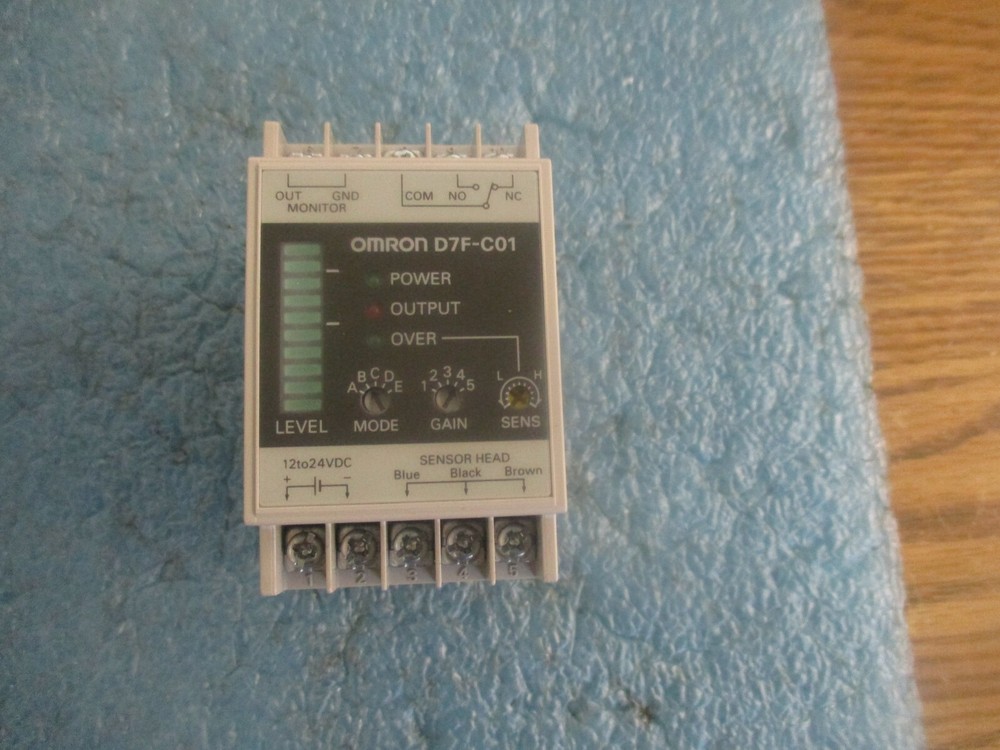 OUT GND COM NO NC
MONITOR
OMRON D7F-C01
POWER
OUTPUT
OVER
A B C D E 1 2 3 4 5 L H
LEVEL MODE GAIN SENS
12to24VDC SENSOR HEAD
+ − Blue Black Brown
1 2 3 4 5